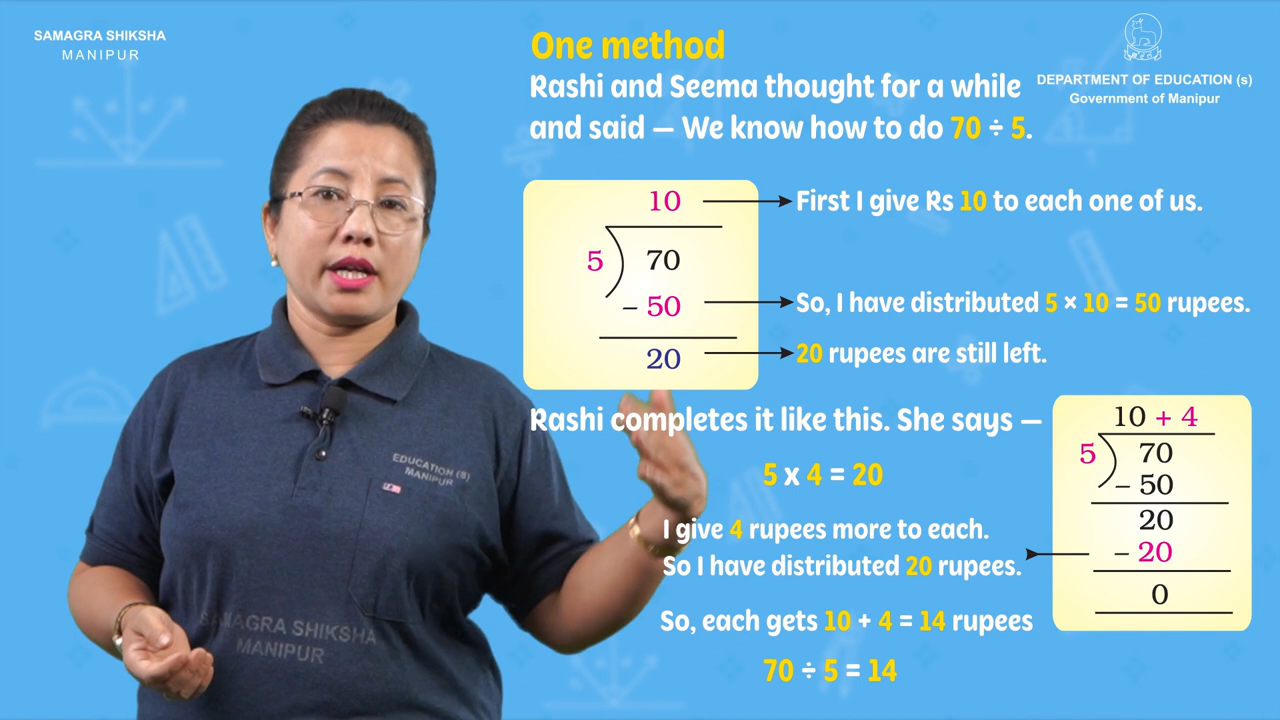 SAMAGRA SHIKSHA
MANIPUR
DEPARTMENT OF EDUCATION (s)
Government of Manipur
One method
Rashi and Seema thought for a while
and said — We know how to do 70 ÷ 5.
10
First I give Rs 10 to each one of us.
5 70
– 50
So, I have distributed 5 × 10 = 50 rupees.
20
20 rupees are still left.
Rashi completes it like this. She says —
5 x 4 = 20
I give 4 rupees more to each.
So I have distributed 20 rupees.
So, each gets 10 + 4 = 14 rupees
70 ÷ 5 = 14
10 + 4
5 70
– 50
20
– 20
0
EDUCATION (S)
MANIPUR
SAMAGRA SHIKSHA
MANIPUR